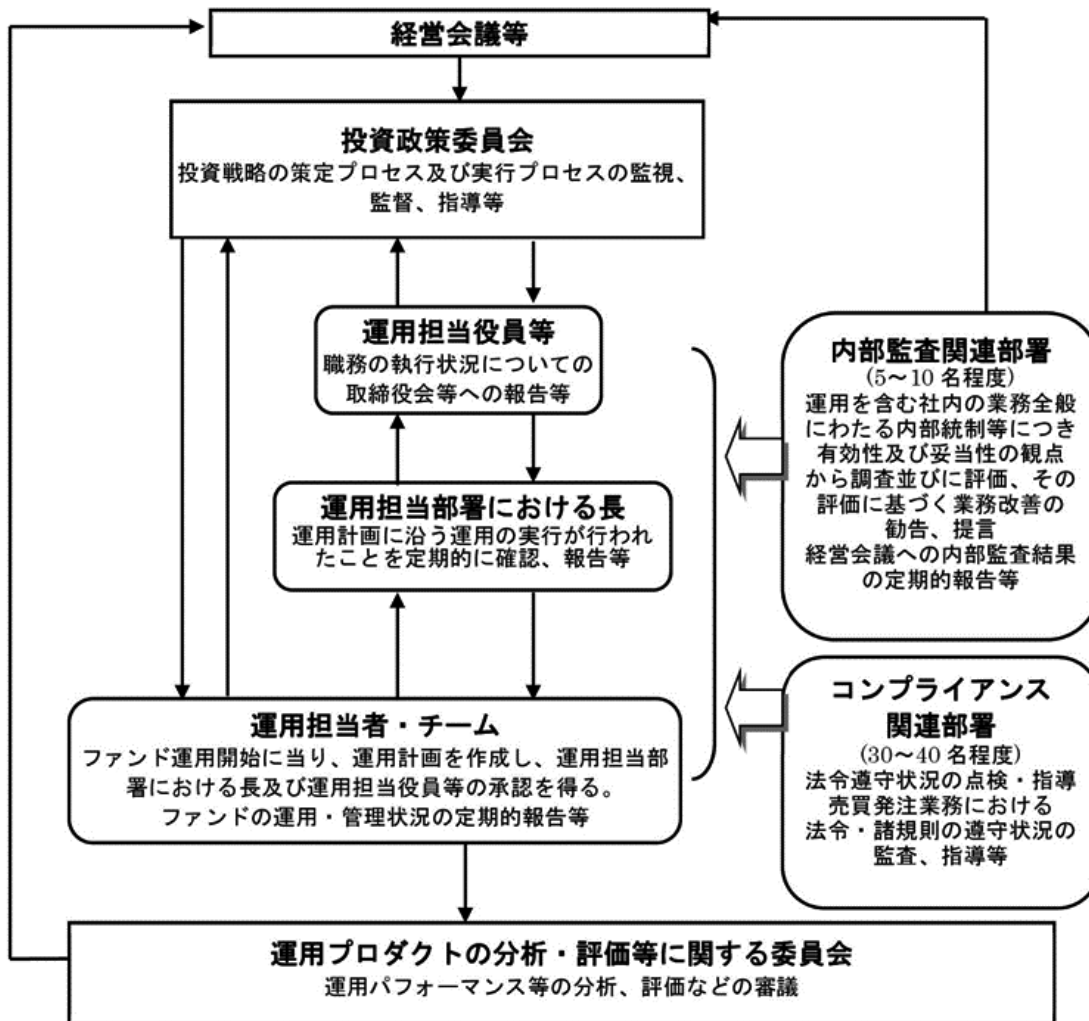 経営会議等
投資政策委員会
投資戦略の策定プロセス及び実行プロセスの監視、
監督、指導等
運用担当役員等
職務の執行状況についての
取締役会等への報告等
運用担当部署における長
運用計画に沿う運用の実行が行われ
たことを定期的に確認、報告等
運用担当者・チーム
ファンド運用開始に当り、運用計画を作成し、運用担当部
署における長及び運用担当役員等の承認を得る。
ファンドの運用・管理状況の定期的報告等
内部監査関連部署
(5～10 名程度)
運用を含む社内の業務全般
にわたる内部統制等につき
有効性及び妥当性の観点
から調査並びに評価、その
評価に基づく業務改善の
勧告、提言
経営会議への内部監査結果
の定期的報告等
コンプライアンス
関連部署
(30～40 名程度)
法令遵守状況の点検・指導
売買発注業務における
法令・諸規則の遵守状況の
監査、指導等
運用プロダクトの分析・評価等に関する委員会
運用パフォーマンス等の分析、評価などの審議